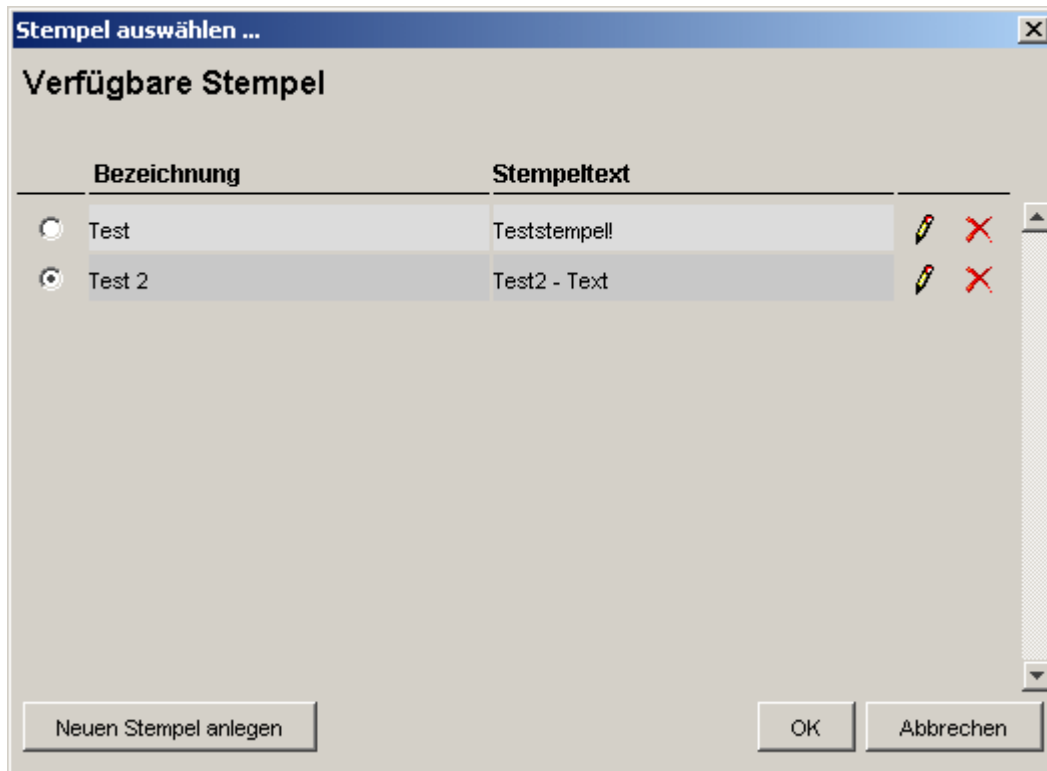 Stempel auswählen ...
Verfügbare Stempel
Bezeichnung Stempeltext
Test Teststempel!
Test 2 Test2 - Text
Neuen Stempel anlegen OK Abbrechen